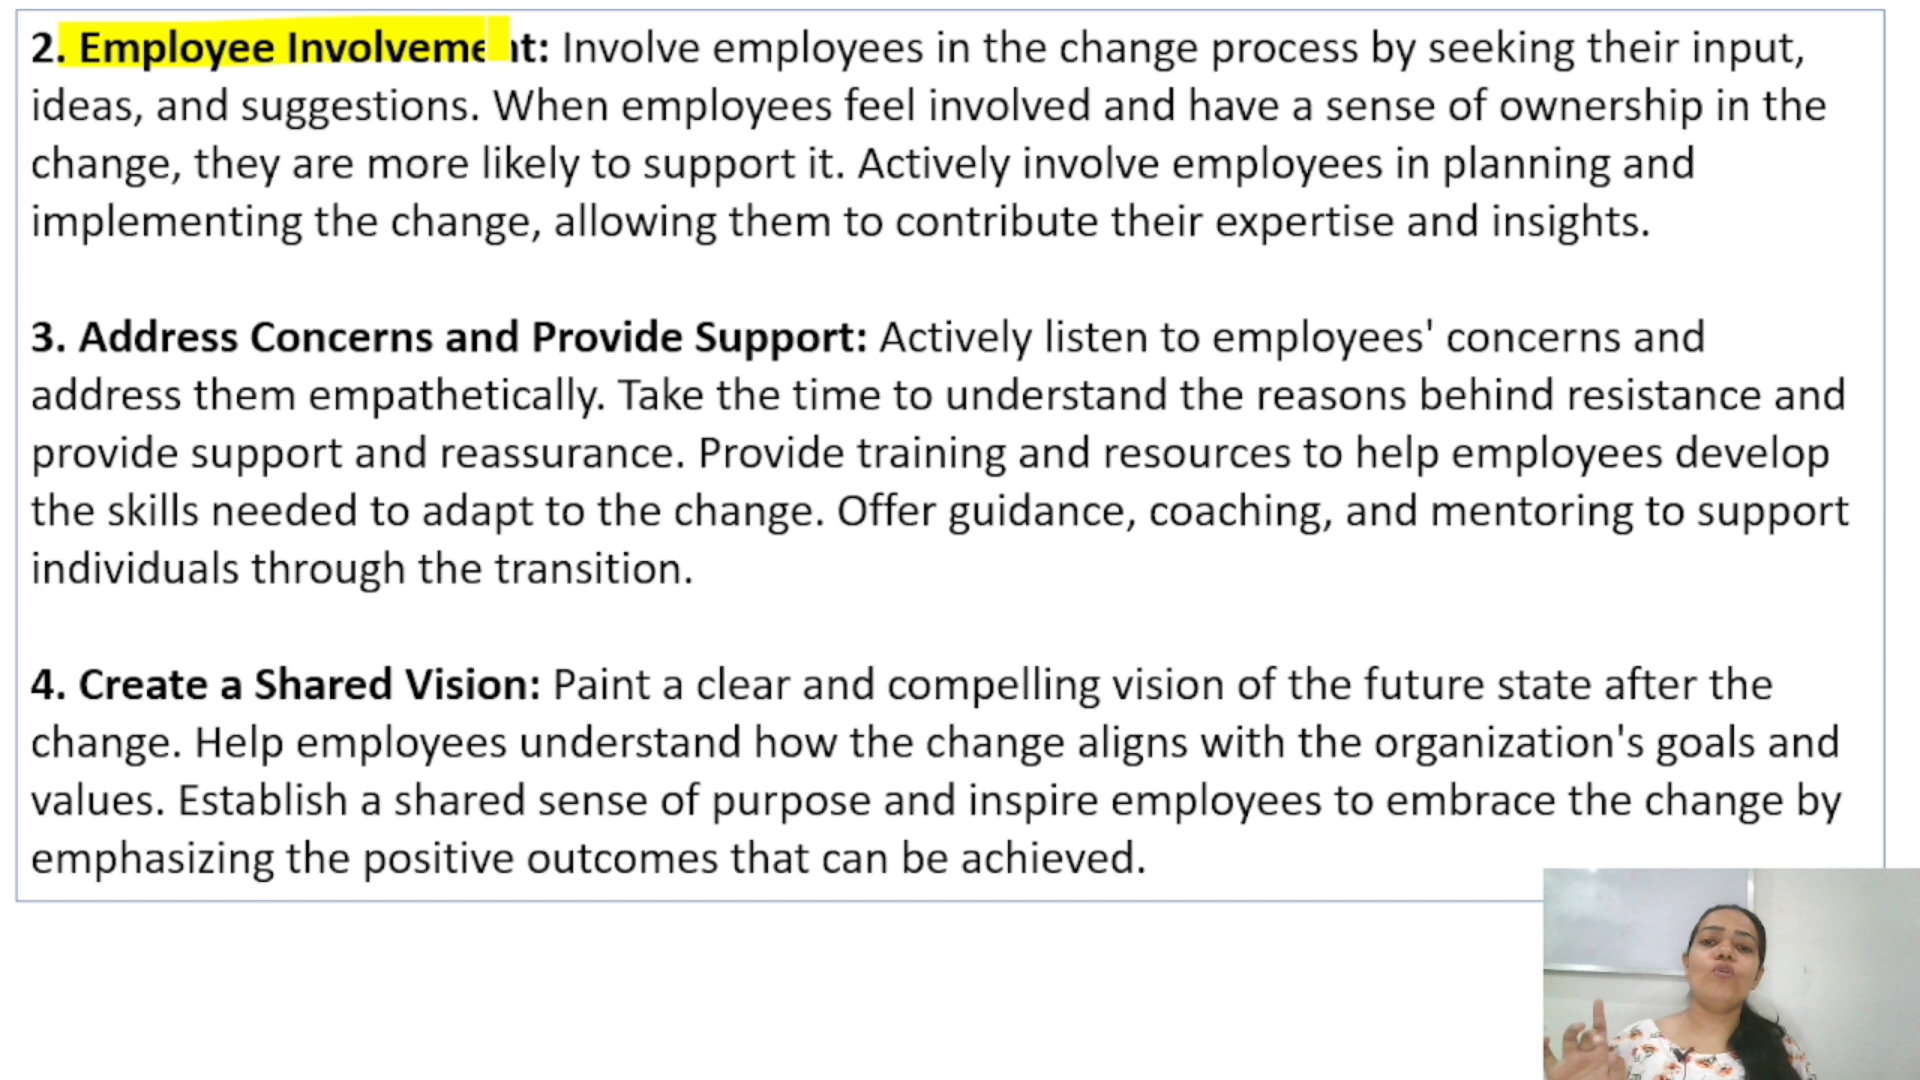 2. Employee Involvement: Involve employees in the change process by seeking their input,
ideas, and suggestions. When employees feel involved and have a sense of ownership in the
change, they are more likely to support it. Actively involve employees in planning and
implementing the change, allowing them to contribute their expertise and insights.
3. Address Concerns and Provide Support: Actively listen to employees' concerns and
address them empathetically. Take the time to understand the reasons behind resistance and
provide support and reassurance. Provide training and resources to help employees develop
the skills needed to adapt to the change. Offer guidance, coaching, and mentoring to support
individuals through the transition.
4. Create a Shared Vision: Paint a clear and compelling vision of the future state after the
change. Help employees understand how the change aligns with the organization's goals and
values. Establish a shared sense of purpose and inspire employees to embrace the change by
emphasizing the positive outcomes that can be achieved.